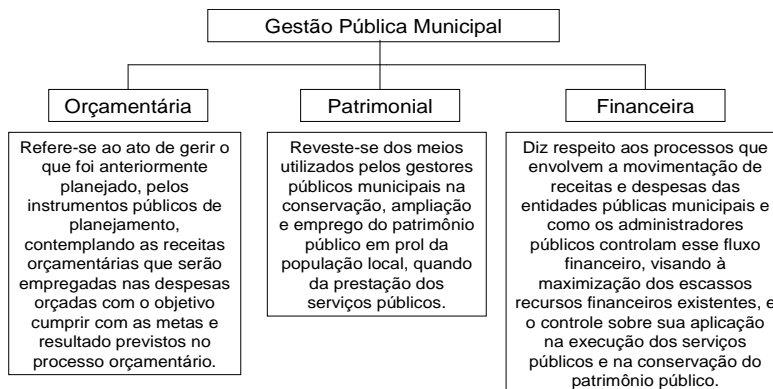 Gestão Pública Municipal
Orçamentária
Refere-se ao ato de gerir o
que foi anteriormente
planejado, pelos
instrumentos públicos de
planejamento,
contemplando as receitas
orçamentárias que serão
empregadas nas despesas
orçadas com o objetivo
cumprir com as metas e
resultado previstos no
processo orçamentário.
Patrimonial
Reveste-se dos meios
utilizados pelos gestores
públicos municipais na
conservação, ampliação
e emprego do patrimônio
público em prol da
população local, quando
da prestação dos
serviços públicos.
Financeira
Diz respeito aos processos que
envolvem a movimentação de
receitas e despesas das
entidades públicas municipais e
como os administradores
públicos controlam esse fluxo
financeiro, visando à
maximização dos escassos
recursos financeiros existentes, e
o controle sobre sua aplicação
na execução dos serviços
públicos e na conservação do
patrimônio público.